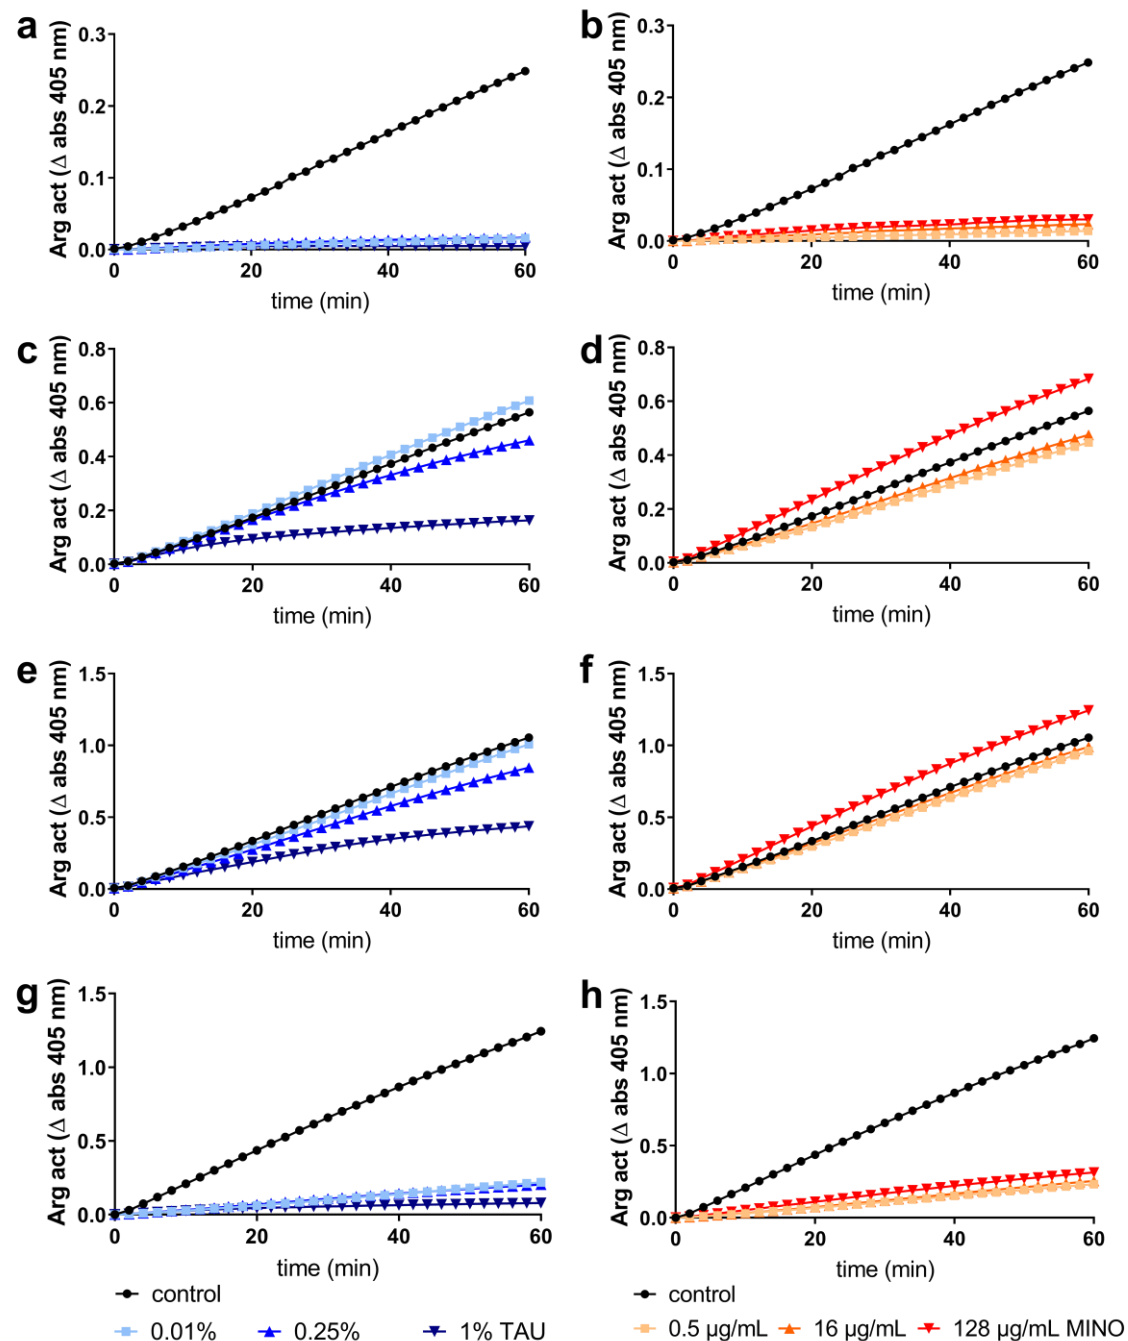 a
Arg act (Δ abs 405 nm)
0.3
0.2
0.1
0.0
0 20 40 60
time (min)
b
Arg act (Δ abs 405 nm)
0.3
0.2
0.1
0.0
0 20 40 60
time (min)
c
Arg act (Δ abs 405 nm)
0.8
0.6
0.4
0.2
0.0
0 20 40 60
time (min)
d
Arg act (Δ abs 405 nm)
0.8
0.6
0.4
0.2
0.0
0 20 40 60
time (min)
e
Arg act (Δ abs 405 nm)
1.5
1.0
0.5
0.0
0 20 40 60
time (min)
f
Arg act (Δ abs 405 nm)
1.5
1.0
0.5
0.0
0 20 40 60
time (min)
g
Arg act (Δ abs 405 nm)
1.5
1.0
0.5
0.0
0 20 40 60
time (min)
h
Arg act (Δ abs 405 nm)
1.5
1.0
0.5
0.0
0 20 40 60
time (min)
control
0.01% 0.25% 1% TAU
control
0.5 µg/mL 16 µg/mL 128 µg/mL MINO